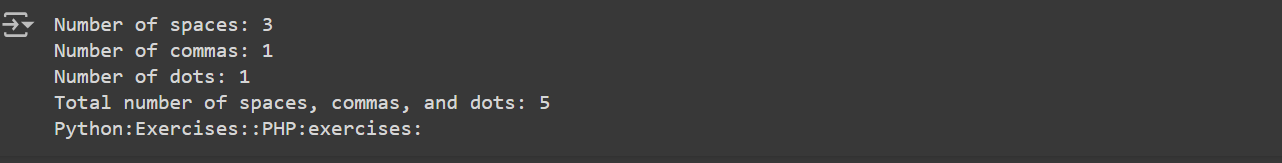 Number of spaces: 3
Number of commas: 1
Number of dots: 1
Total number of spaces, commas, and dots: 5
Python:Exercises::PHP:exercises: